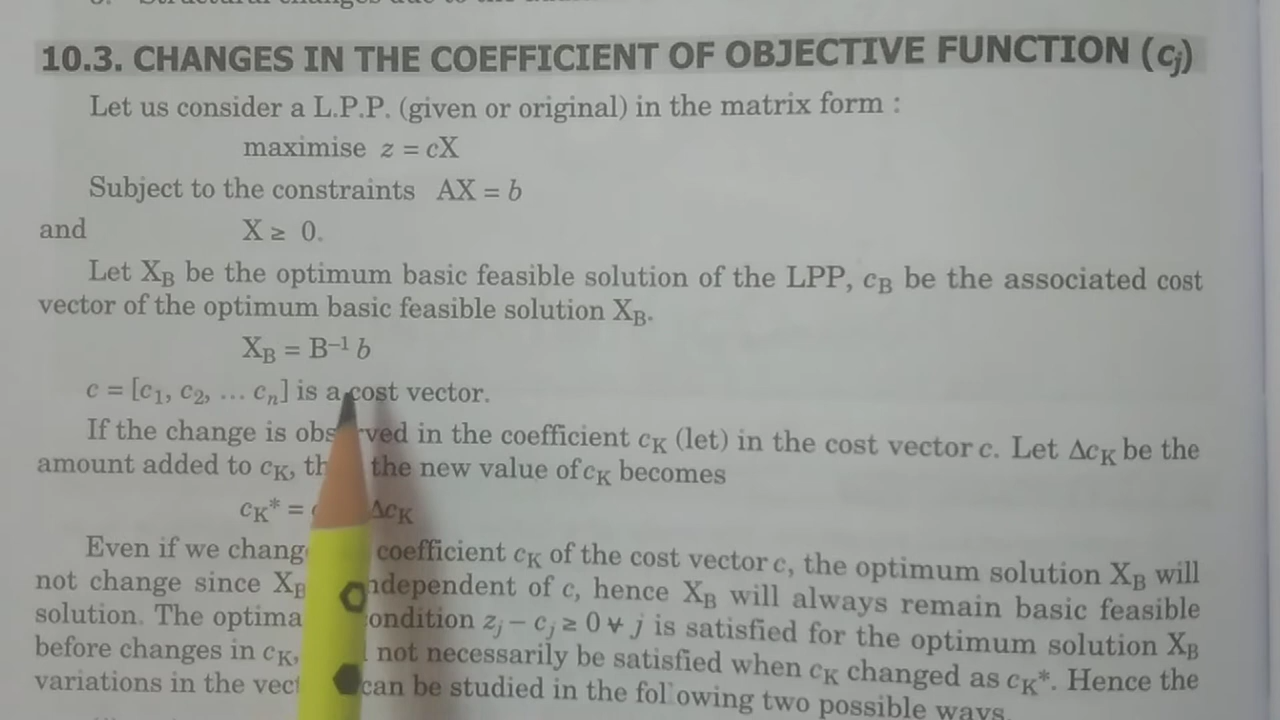 10.3. CHANGES IN THE COEFFICIENT OF OBJECTIVE FUNCTION (cj)
Let us consider a L.P.P. (given or original) in the matrix form :
maximise z = cX
Subject to the constraints AX = b
and X ≥ 0.
Let XB be the optimum basic feasible solution of the LPP, cB be the associated cost
vector of the optimum basic feasible solution XB.
XB = B–1 b
c = [c1, c2, ... cn] is a cost vector.
If the change is in the coefficient cK (let) in the cost vector c. Let ΔcK be the
amount added to cK, the new value of cK becomes
cK* = ΔcK
Even if we coefficient cK of the cost vector c, the optimum solution XB will
not change since XB of c, hence XB will always remain basic feasible
solution. The zj – cj ≥ 0 ∀ j is satisfied for the optimum solution XB
before changes in cK, not necessarily be satisfied when cK changed as cK*. Hence the
variations in the can be studied in the following two possible ways.